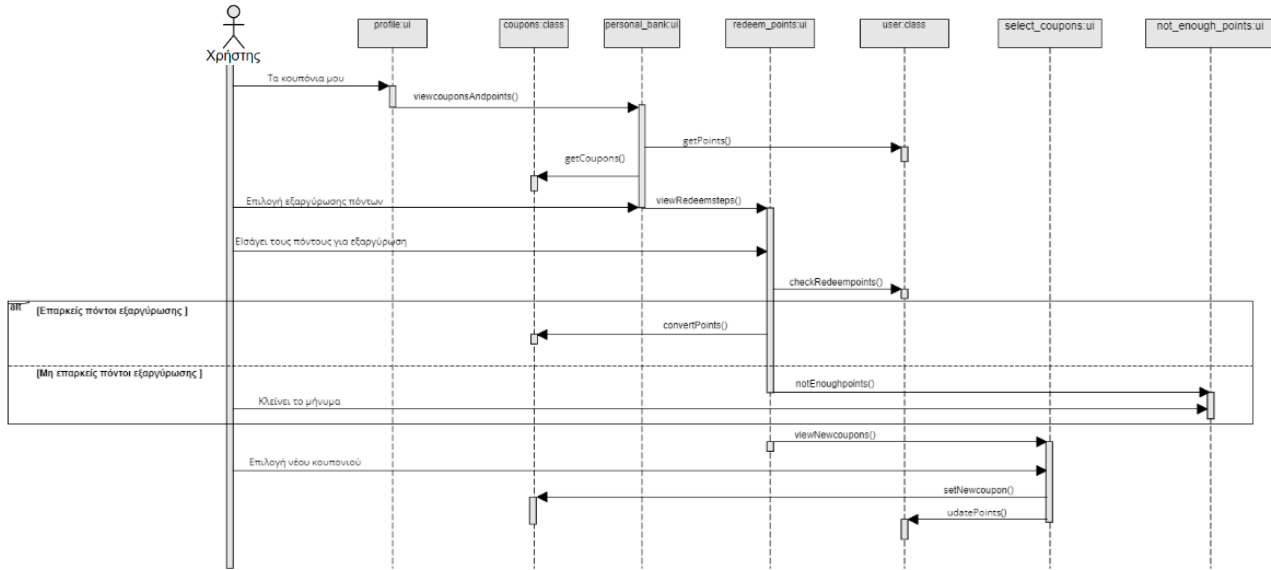 profile:ui
coupons:class
personal_bank:ui
redeem_points:ui
user:class
select_coupons:ui
not_enough_points:ui
Χρήστης
Τα κουπόνια μου
viewcouponsAndpoints()
getPoints()
getCoupons()
Επιλογή εξαργύρωσης πόντων
viewRedeemsteps()
ΕΙσάγει τους πόντους για εξαργύρωση
checkRedeempoints()
alt
[Επαρκείς πόντοι εξαργύρωσης ]
convertPoints()
[Μη επαρκείς πόντοι εξαργύρωσης ]
notEnoughpoints()
Κλείνει το μήνυμα
viewNewcoupons()
Επιλογή νέου κουπονιού
setNewcoupon()
udatePoints()